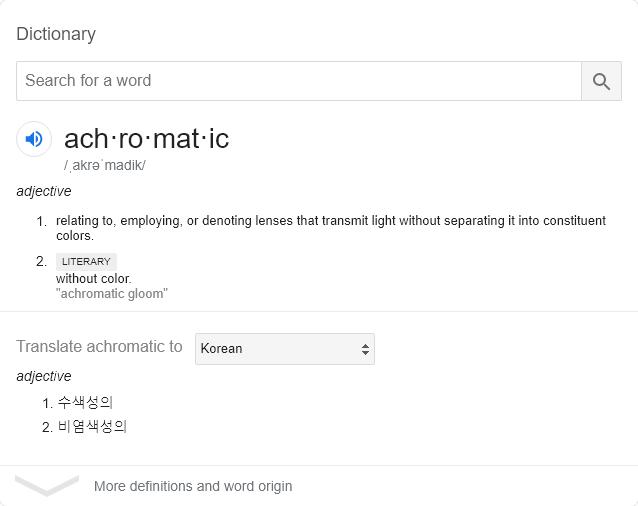 Dictionary
Search for a word
ach·ro·mat·ic
/ˌakrəˈmadik/
adjective
1. relating to, employing, or denoting lenses that transmit light without separating it into constituent
colors.
2. LITERARY
without color.
"achromatic gloom"
Translate achromatic to Korean
adjective
1. 수색성의
2. 비염색성의
More definitions and word origin